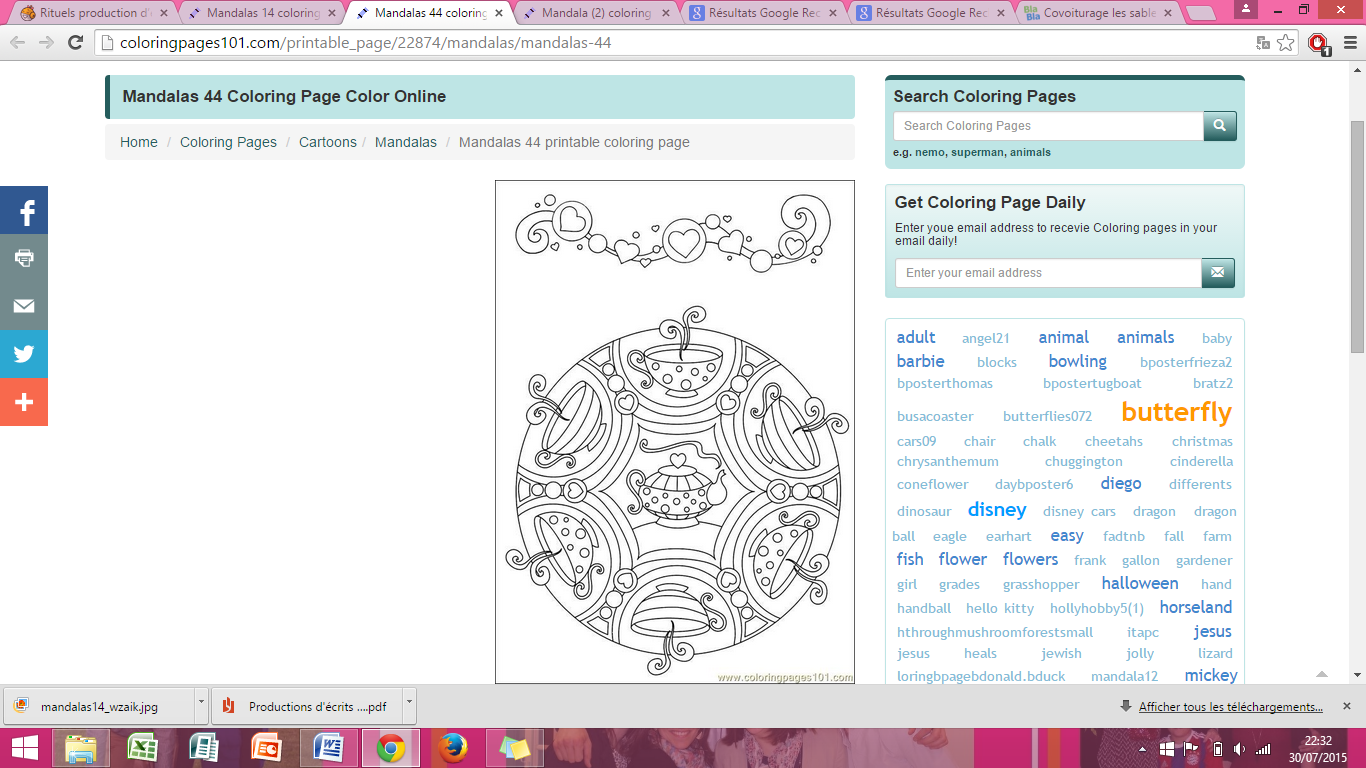 Rituels production d'
Mandalas 14 coloring
Mandalas 44 coloring
Mandala (2) coloring
Résultats Google Rec
Résultats Google Rec
Covoiturage les sable
coloringpages101.com/printable_page/22874/mandalas/mandalas-44
1
Mandalas 44 Coloring Page Color Online
Home / Coloring Pages / Cartoons / Mandalas / Mandalas 44 printable coloring page
www.coloringpages101.com
Search Coloring Pages
Search Coloring Pages
e.g. nemo, superman, animals
Get Coloring Page Daily
Enter youe email address to recevie Coloring pages in your
email daily!
Enter your email address
adult angel21 animal animals baby
barbie blocks bowling bposterfrieza2
bposterthomas bpostertugboat bratz2
busacoaster butterflies072 butterfly
cars09 chair chalk cheetahs christmas
chrysanthemum chuggington cinderella
coneflower daybposter6 diego differents
dinosaur disney disney cars dragon dragon
ball eagle earhart easy fadtnb fall farm
fish flower flowers frank gallon gardener
girl grades grasshopper halloween hand
handball hello kitty hollyhobby5(1) horseland
hthroughmushroomforestsmall itapc jesus
jesus heals jewish jolly lizard
loringbpagebdonald.bduck mandala12 mickey
mandalas14_wzaik.jpg
Productions d'écrits ....pdf
Afficher tous les téléchargements...
22:32
30/07/2015